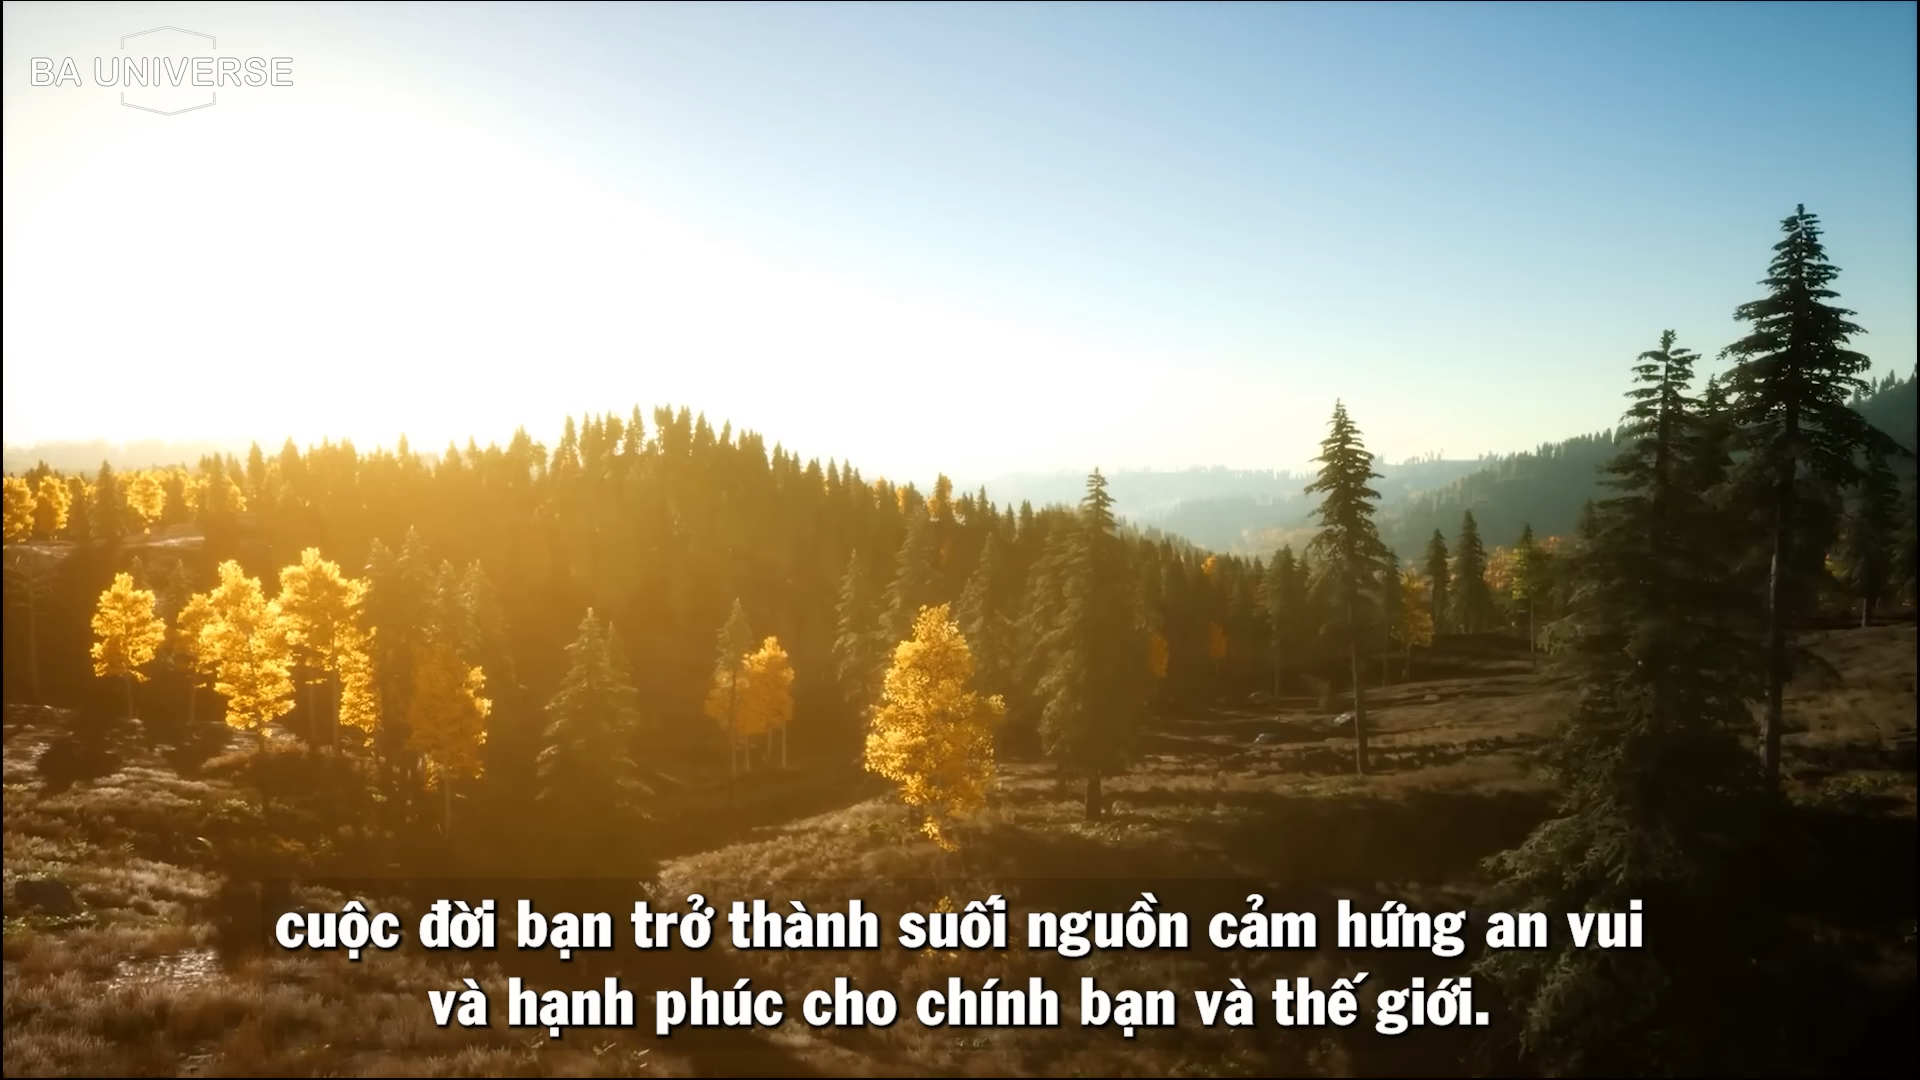 BA UNIVERSE
cuộc đời bạn trở thành suối nguồn cảm hứng an vui
và hạnh phúc cho chính bạn và thế giới.